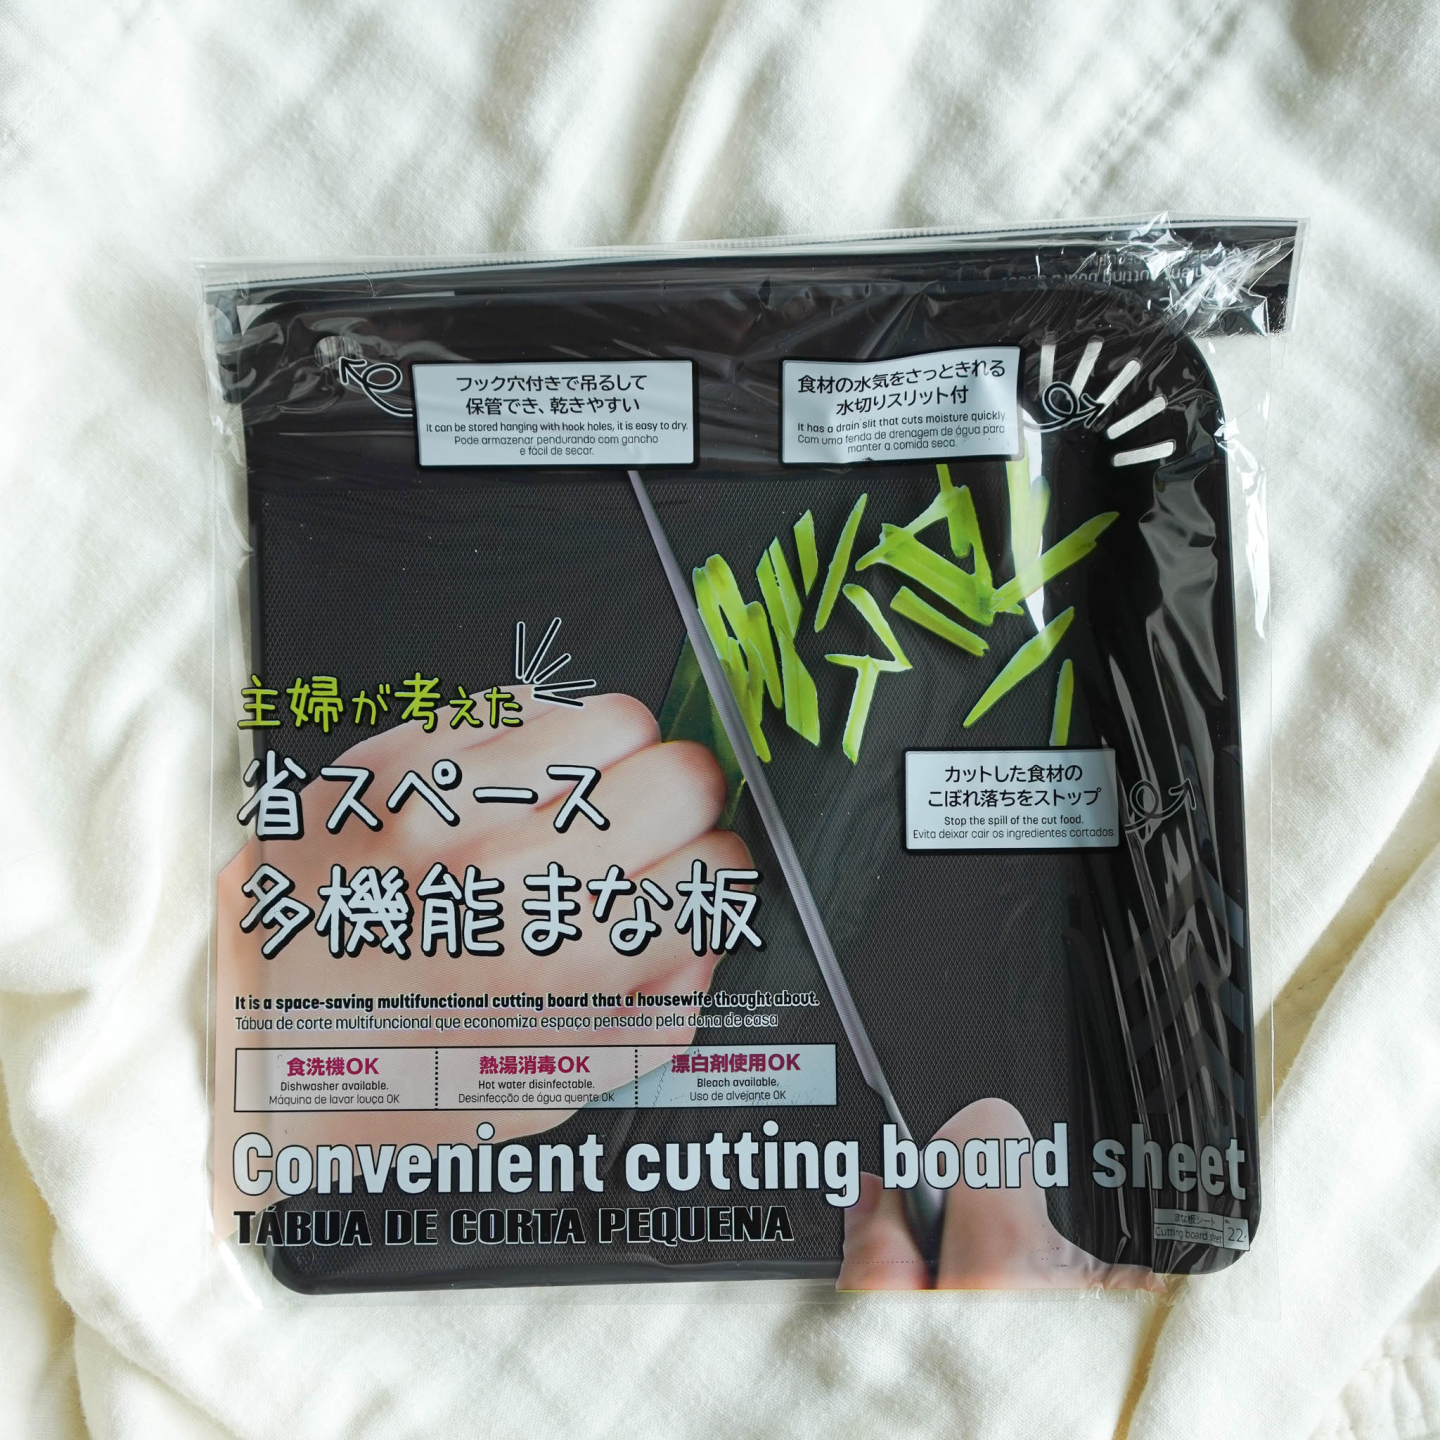 フック穴付きで吊るして
保管でき、乾きやすい
It can be stored hanging with hook holes, it is easy to dry.
Pode armazenar pendurando com gancho
e fácil de secar.
食材の水気をさっときれる
水切りスリット付
It has a drain slit that cuts moisture quickly.
Com uma fenda de drenagem de água para
manter a comida seca.
カットした食材の
こぼれ落ちをストップ
Stop the spill of the cut food.
Evita deixar cair os ingredientes cortados.
主婦が考えた
省スペース
多機能まな板
It is a space-saving multifunctional cutting board that a housewife thought about.
Tábua de corte multifuncional que economiza espaço pensado pela dona de casa
食洗機OK
Dishwasher available.
Máquina de lavar louça OK
熱湯消毒OK
Hot water disinfectable.
Desinfecção de água quente OK
漂白剤使用OK
Bleach available.
Uso de alvejante OK
Convenient cutting board sheet
TÁBUA DE CORTA PEQUENA
まな板シート
Cutting board sheet
22